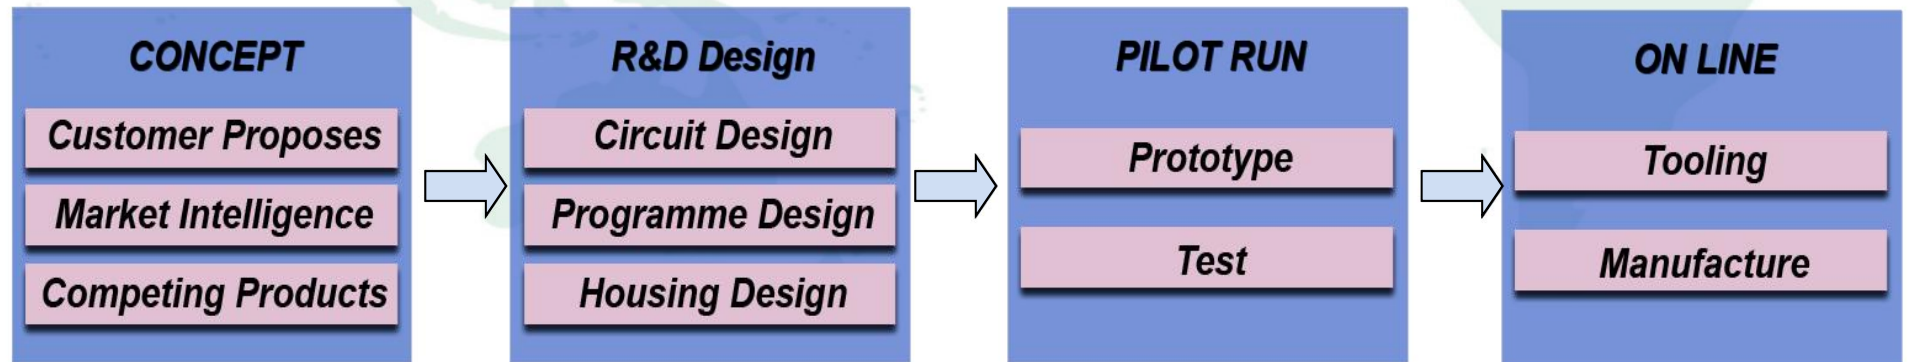 CONCEPT
Customer Proposes
Market Intelligence
Competing Products
R&D Design
Circuit Design
Programme Design
Housing Design
PILOT RUN
Prototype
Test
ON LINE
Tooling
Manufacture